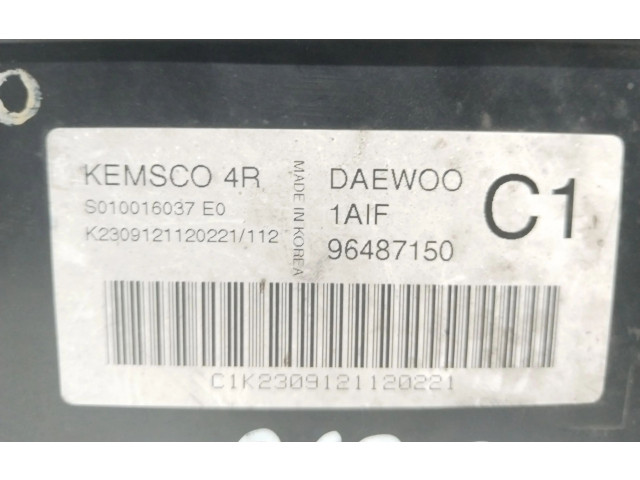 KEMSCO 4R
S010016037 E0
K2309121120221/112
MADE IN KOREA
DAEWOO
1AIF
96487150
C1
C1K2309121120221